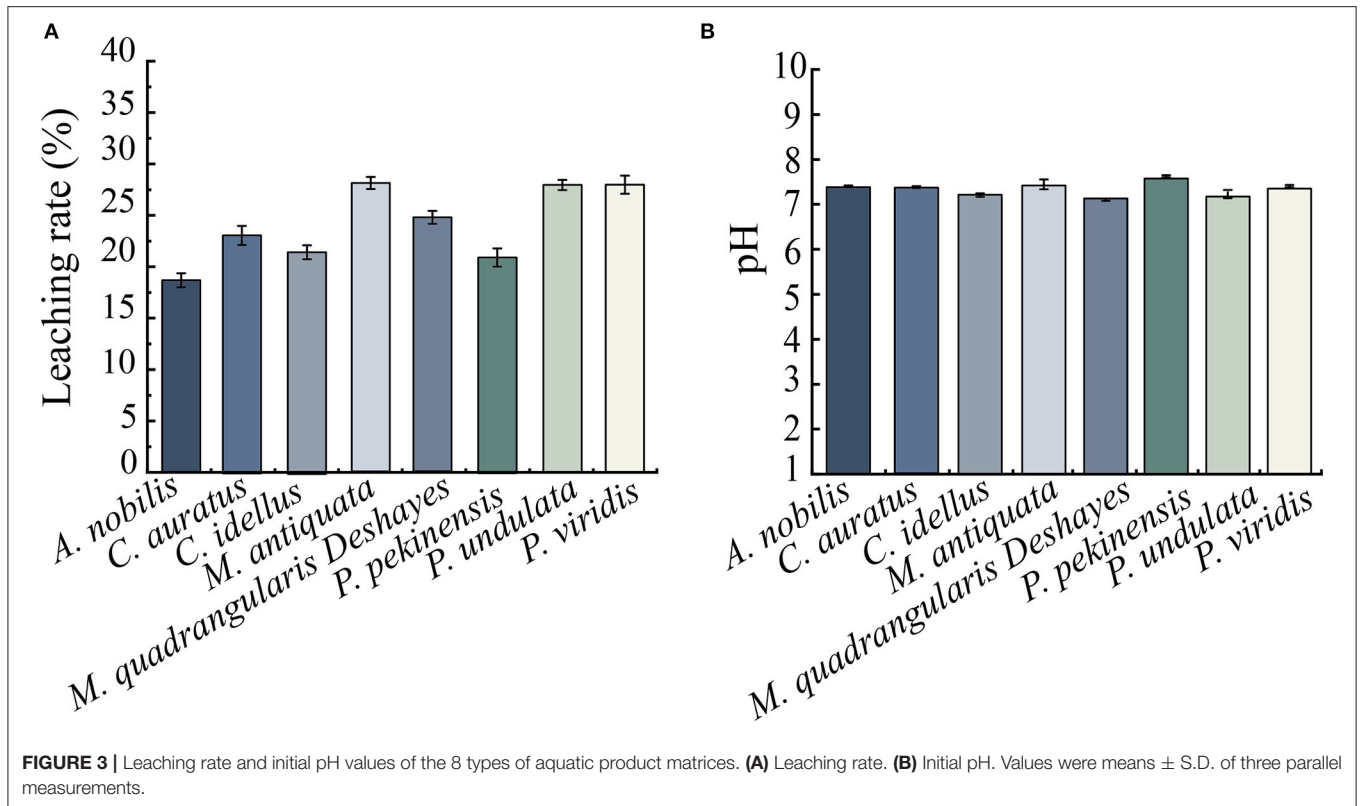 A
Leaching rate (%)
40
35
30
25
20
15
10
5
0
A. nobilis
C. auratus
C. idellus
M. antiquata
M. quadrangularis Deshayes
P. pekinensis
P. undulata
P. viridis
B
pH
10
9
8
7
6
5
4
3
2
1
A. nobilis
C. auratus
C. idellus
M. antiquata
M. quadrangularis Deshayes
P. pekinensis
P. undulata
P. viridis
FIGURE 3 | Leaching rate and initial pH values of the 8 types of aquatic product matrices. (A) Leaching rate. (B) Initial pH. Values were means ± S.D. of three parallel
measurements.